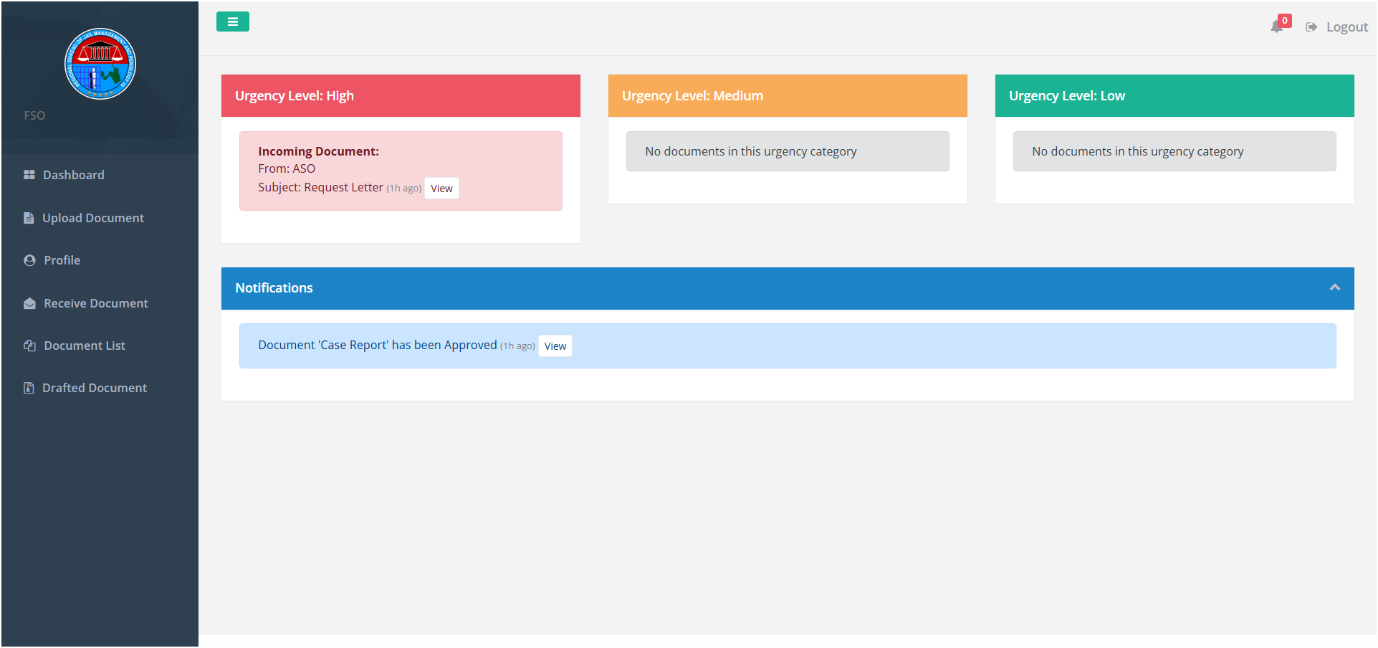 FSO
Dashboard
Upload Document
Profile
Receive Document
Document List
Drafted Document
0
Logout
Urgency Level: High
Incoming Document:
From: ASO
Subject: Request Letter (1h ago) View
Urgency Level: Medium
No documents in this urgency category
Urgency Level: Low
No documents in this urgency category
Notifications
Document 'Case Report' has been Approved (1h ago) View